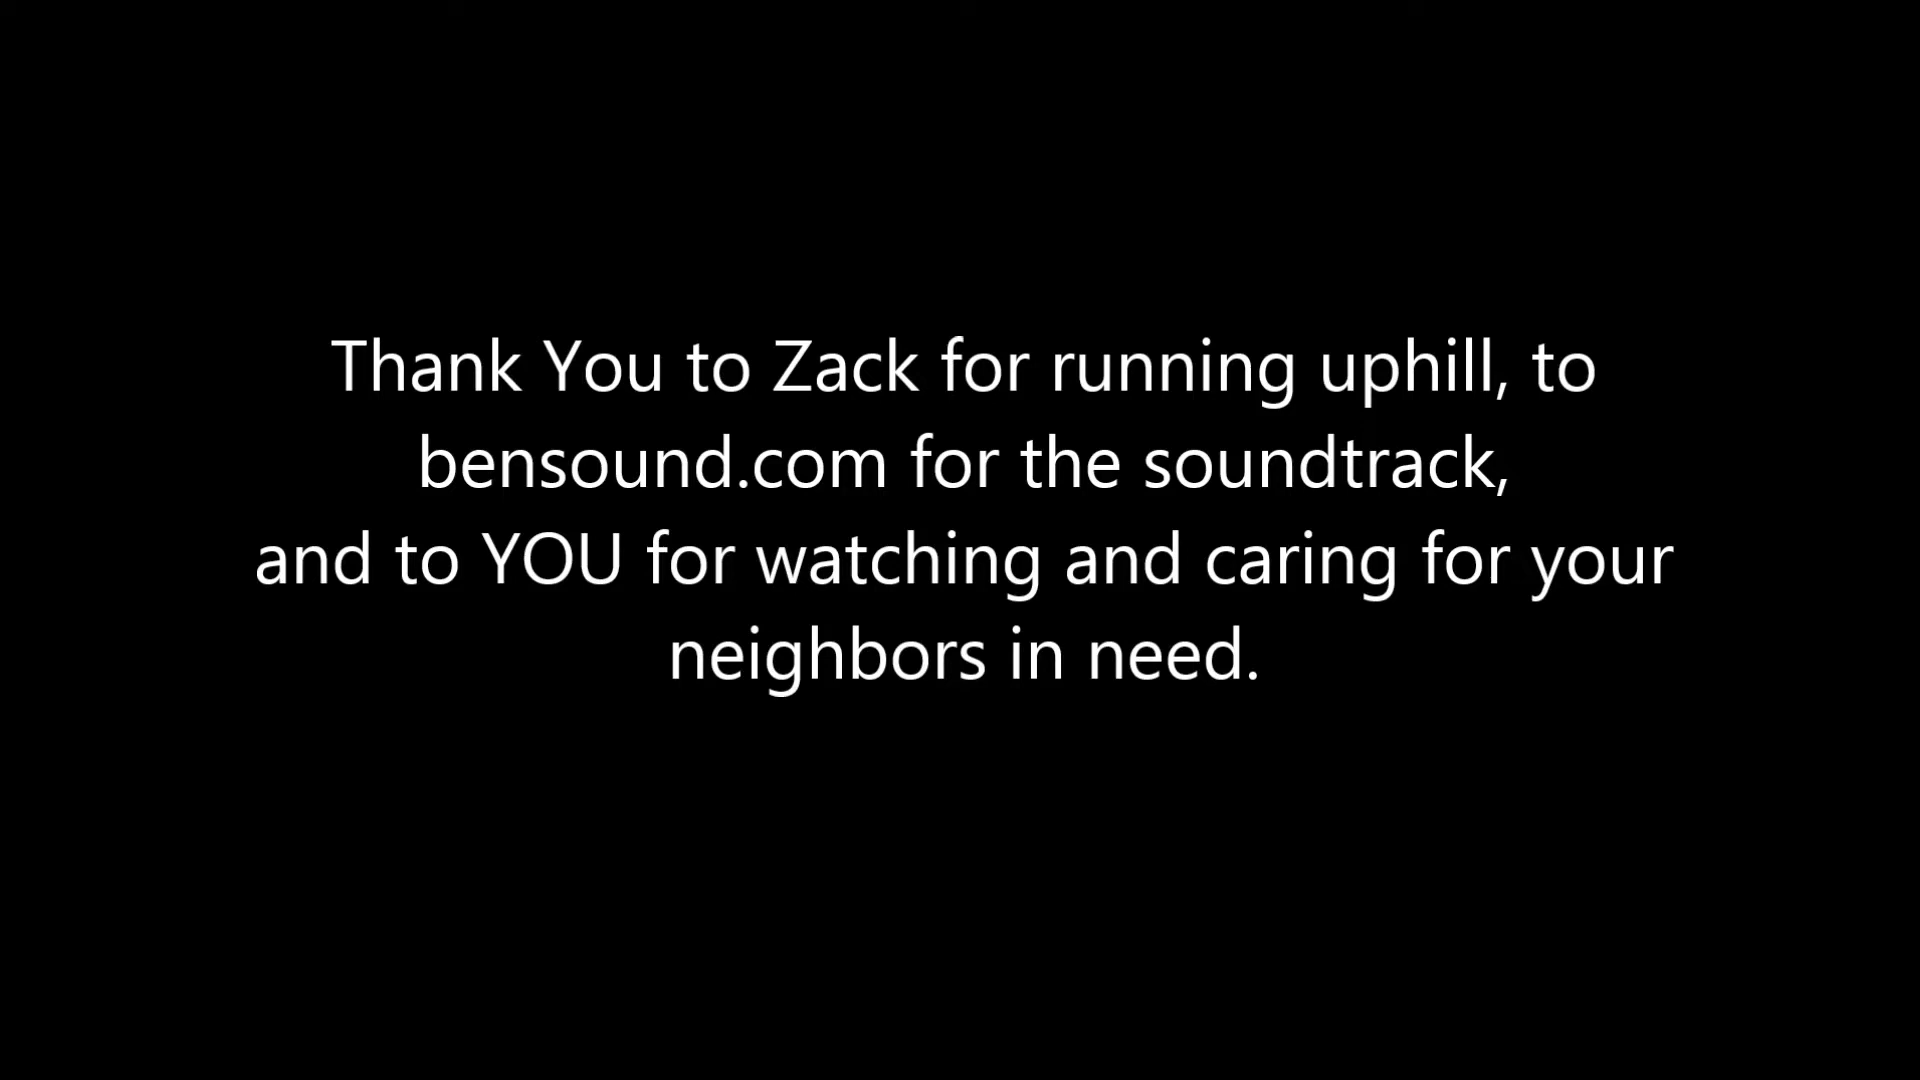 Thank You to Zack for running uphill, to
bensound.com for the soundtrack,
and to YOU for watching and caring for your
neighbors in need.